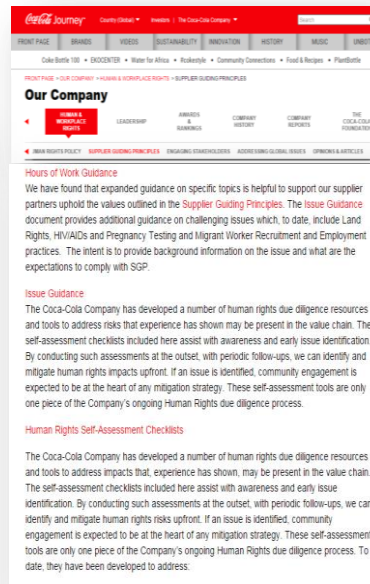 Coca-Cola Journey Country (Global) Investors | The Coca-Cola Company Search
FRONT PAGE BRANDS VIDEOS SUSTAINABILITY INNOVATION HISTORY MUSIC UNBOT
Coke Bottle 100 • EKOCENTER • Water for Africa • #cokestyle • Community Connections • Food & Recipes • PlantBottle
FRONT PAGE > OUR COMPANY > HUMAN & WORKPLACE RIGHTS > SUPPLIER GUIDING PRINCIPLES
Our Company
HUMAN & WORKPLACE RIGHTS LEADERSHIP AWARDS & RANKINGS COMPANY HISTORY COMPANY REPORTS THE COCA-COLA FOUNDATION
MAN RIGHTS POLICY SUPPLIER GUIDING PRINCIPLES ENGAGING STAKEHOLDERS ADDRESSING GLOBAL ISSUES OPINIONS & ARTICLES
Hours of Work Guidance
We have found that expanded guidance on specific topics is helpful to support our supplier
partners uphold the values outlined in the Supplier Guiding Principles. The Issue Guidance
document provides additional guidance on challenging issues which, to date, include Land
Rights, HIV/AIDs and Pregnancy Testing and Migrant Worker Recruitment and Employment
practices. The intent is to provide background information on the issue and what are the
expectations to comply with SGP.
Issue Guidance
The Coca-Cola Company has developed a number of human rights due diligence resources
and tools to address risks that experience has shown may be present in the value chain. The
self-assessment checklists included here assist with awareness and early issue identification.
By conducting such assessments at the outset, with periodic follow-ups, we can identify and
mitigate human rights impacts upfront. If an issue is identified, community engagement is
expected to be at the heart of any mitigation strategy. These self-assessment tools are only
one piece of the Company's ongoing Human Rights due diligence process.
Human Rights Self-Assessment Checklists
The Coca-Cola Company has developed a number of human rights due diligence resources
and tools to address impacts that, experience has shown, may be present in the value chain.
The self-assessment checklists included here assist with awareness and early issue
identification. By conducting such assessments at the outset, with periodic follow-ups, we can
identify and mitigate human rights risks upfront. If an issue is identified, community
engagement is expected to be at the heart of any mitigation strategy. These self-assessment
tools are only one piece of the Company's ongoing Human Rights due diligence process. To
date, they have been developed to address: